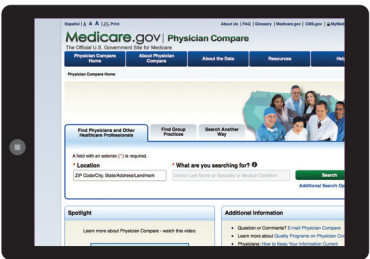 Español | A A A | Print
About Us | FAQ | Glossary | Medicare.gov | CMS.gov | MyMed
Medicare.gov | Physician Compare
The Official U.S. Government Site for Medicare
Physician Compare Home
About Physician Compare
About the Data
Resources
Hel
Physician Compare Home
Find Physicians and Other Healthcare Professionals
Find Group Practices
Search Another Way
A field with an asterisk (*) is required.
* Location
* What are you searching for?
ZIP Code/City, State/Address/Landmark
Doctor Last Name or Specialty or Medical Condition
Search
Additional Search Op
Spotlight
Learn more about Physician Compare - watch this video:
Additional Information
Question or Comments? E-mail Physician Compare
Learn more about Quality Programs on Physician Con
Physicians: How to Keep Your Information Current